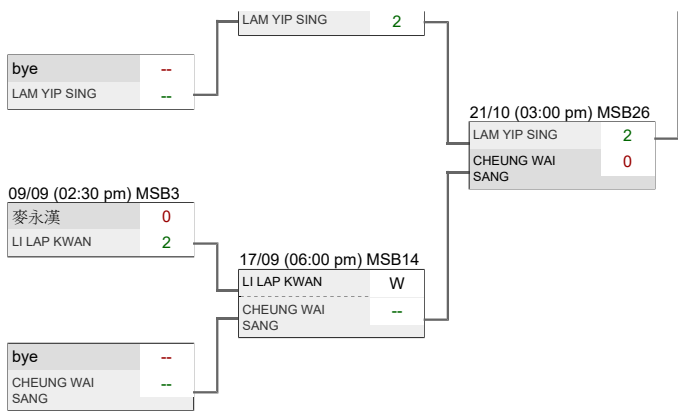 LAM YIP SING 2
bye --
LAM YIP SING --
21/10 (03:00 pm) MSB26
LAM YIP SING 2
CHEUNG WAI 0
SANG
09/09 (02:30 pm) MSB3
麥永漢 0
LI LAP KWAN 2
17/09 (06:00 pm) MSB14
LI LAP KWAN W
CHEUNG WAI --
SANG
bye --
CHEUNG WAI --
SANG